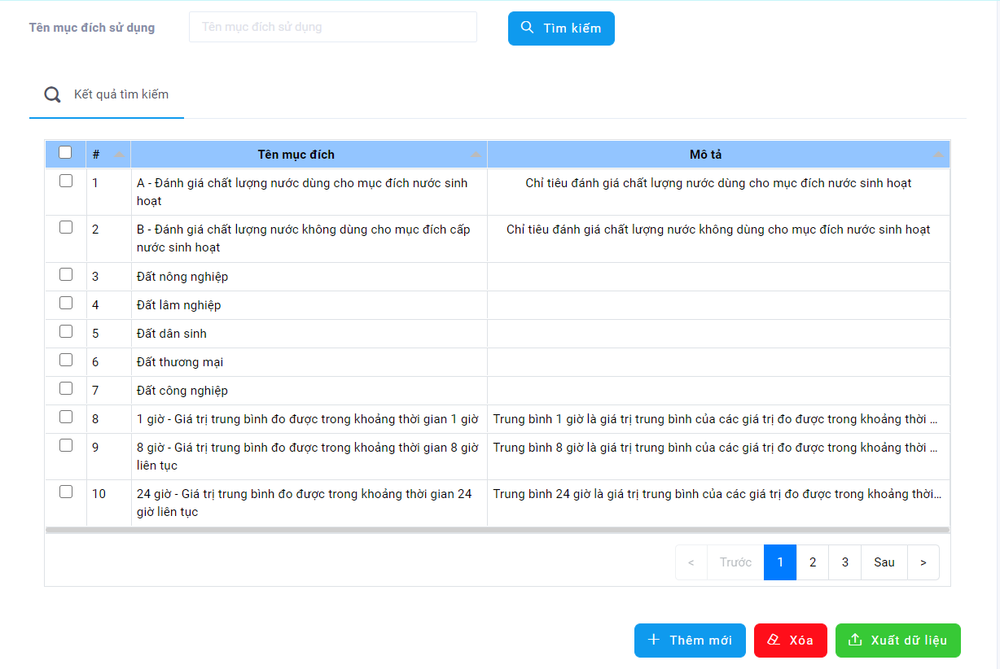 Tên mục đích sử dụng
Tên mục đích sử dụng
Tìm kiếm
Kết quả tìm kiếm
# Tên mục đích Mô tả
1 A - Đánh giá chất lượng nước dùng cho mục đích nước sinh Chỉ tiêu đánh giá chất lượng nước dùng cho mục đích nước sinh hoạt
hoạt
2 B - Đánh giá chất lượng nước không dùng cho mục đích cấp Chỉ tiêu đánh giá chất lượng nước không dùng cho mục đích nước sinh hoạt
nước sinh hoạt
3 Đất nông nghiệp
4 Đất lâm nghiệp
5 Đất dân sinh
6 Đất thương mại
7 Đất công nghiệp
8 1 giờ - Giá trị trung bình đo được trong khoảng thời gian 1 giờ Trung bình 1 giờ là giá trị trung bình của các giá trị đo được trong khoảng thời ...
9 8 giờ - Giá trị trung bình đo được trong khoảng thời gian 8 giờ Trung bình 8 giờ là giá trị trung bình của các giá trị đo được trong khoảng thời ...
liên tục
10 24 giờ - Giá trị trung bình đo được trong khoảng thời gian 24 Trung bình 24 giờ là giá trị trung bình của các giá trị đo được trong khoảng thời...
giờ liên tục
< Trước 1 2 3 Sau >
Thêm mới Xóa Xuất dữ liệu